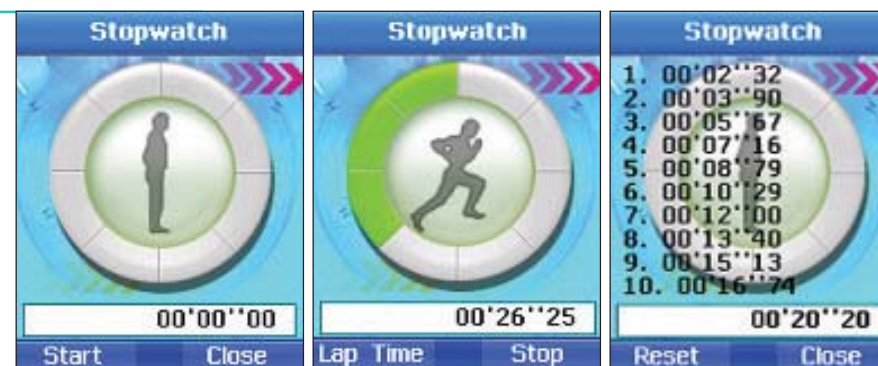 Stopwatch
00'00''00
Start Close
Stopwatch
00'26''25
Lap Time Stop
Stopwatch
1. 00'02''32
2. 00'03''90
3. 00'05''67
4. 00'07''16
5. 00'08''79
6. 00'10''29
7. 00'12''00
8. 00'13''40
9. 00'15''13
10. 00'16''74
00'20''20
Reset Close